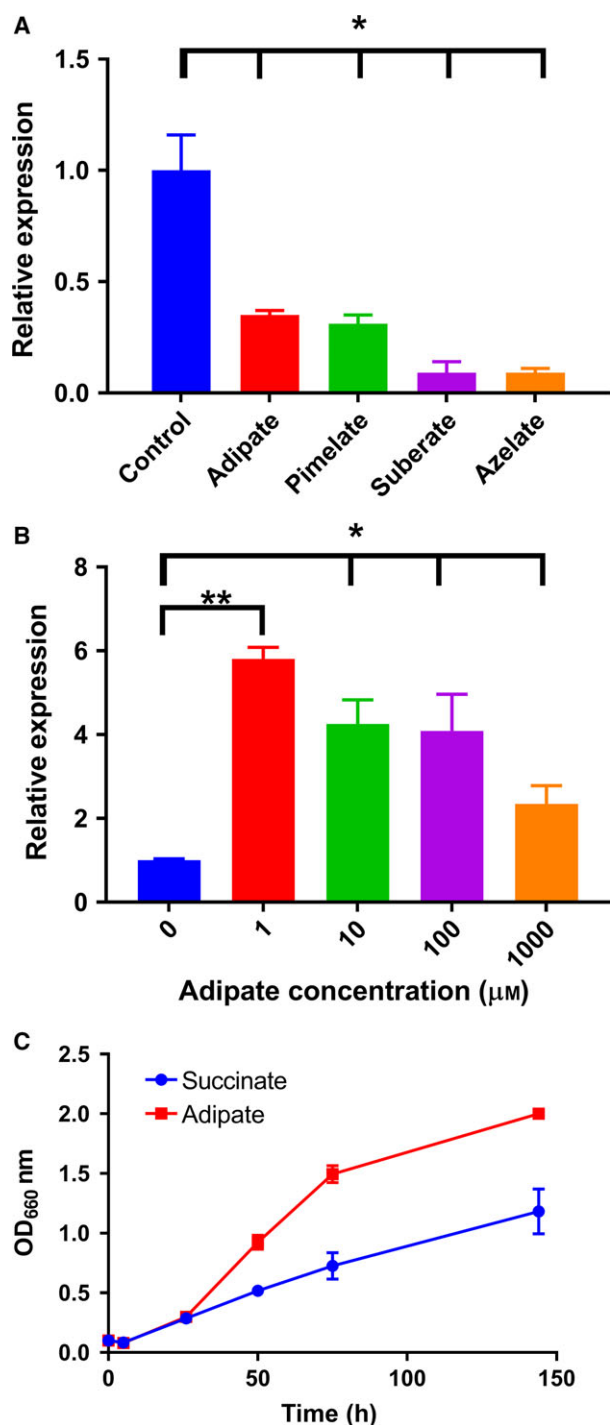 A
*
1.5
1.0
0.5
0.0
Relative expression
Control
Adipate
Pimelate
Suberate
Azelate
B
*
**
8
6
4
2
0
Relative expression
0
1
10
100
1000
Adipate concentration (μM)
C
Succinate
Adipate
2.5
2.0
1.5
1.0
0.5
0.0
OD660 nm
0
50
100
150
Time (h)